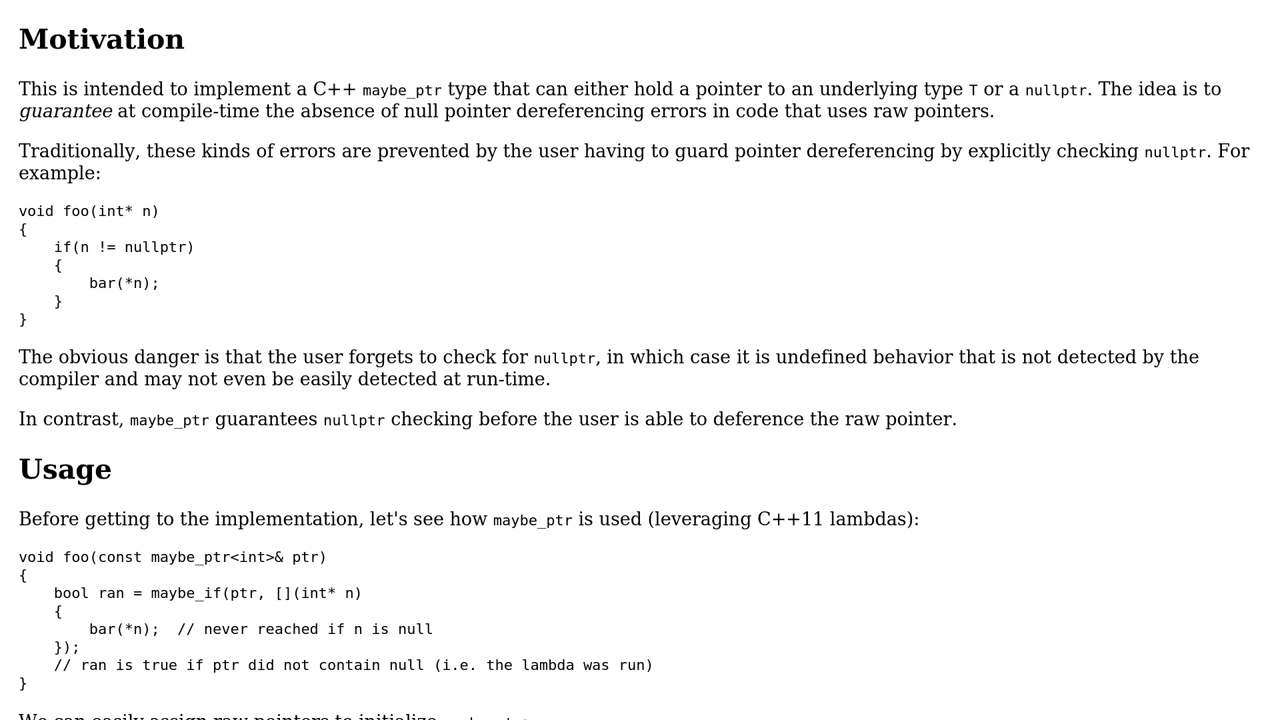 Motivation
This is intended to implement a C++ maybe_ptr type that can either hold a pointer to an underlying type T or a nullptr. The idea is to
guarantee at compile-time the absence of null pointer dereferencing errors in code that uses raw pointers.
Traditionally, these kinds of errors are prevented by the user having to guard pointer dereferencing by explicitly checking nullptr. For
example:
void foo(int* n)
{
    if(n != nullptr)
    {
        bar(*n);
    }
}
The obvious danger is that the user forgets to check for nullptr, in which case it is undefined behavior that is not detected by the
compiler and may not even be easily detected at run-time.
In contrast, maybe_ptr guarantees nullptr checking before the user is able to deference the raw pointer.
Usage
Before getting to the implementation, let's see how maybe_ptr is used (leveraging C++11 lambdas):
void foo(const maybe_ptr<int>& ptr)
{
    bool ran = maybe_if(ptr, [](int* n)
    {
        bar(*n);  // never reached if n is null
    });
    // ran is true if ptr did not contain null (i.e. the lambda was run)
}
We can easily assign raw pointers to initialize